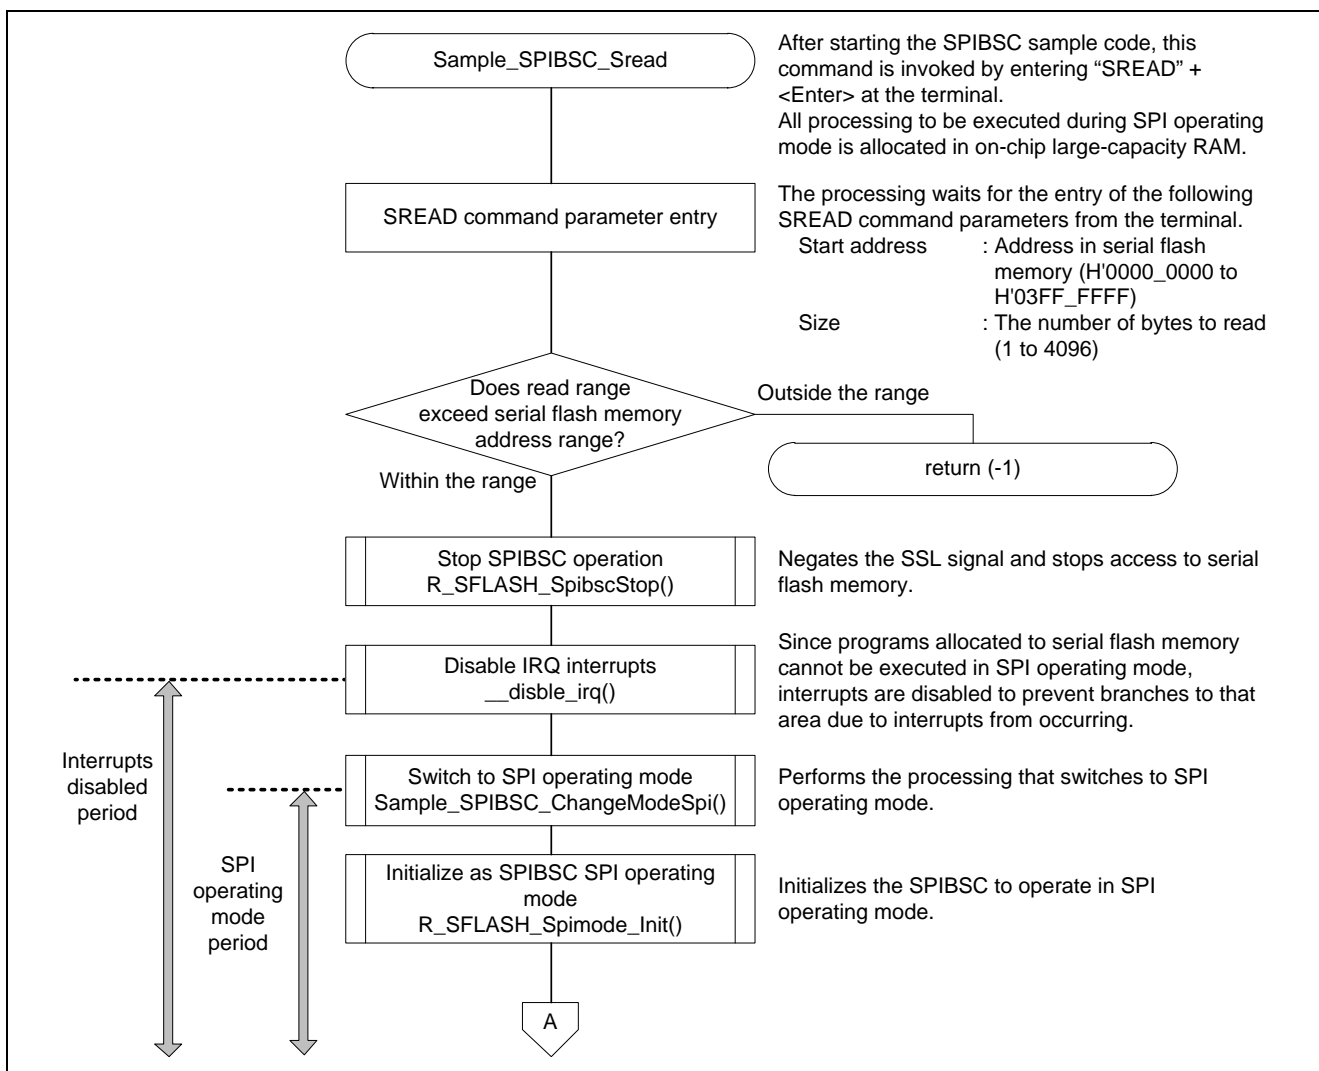 Sample_SPIBSC_Sread
After starting the SPIBSC sample code, this
command is invoked by entering “SREAD” +
<Enter> at the terminal.
All processing to be executed during SPI operating
mode is allocated in on-chip large-capacity RAM.
SREAD command parameter entry
The processing waits for the entry of the following
SREAD command parameters from the terminal.
Start address : Address in serial flash
memory (H'0000_0000 to
H'03FF_FFFF)
Size : The number of bytes to read
(1 to 4096)
Does read range
exceed serial flash memory
address range?
Outside the range
return (-1)
Within the range
Stop SPIBSC operation
R_SFLASH_SpibscStop()
Negates the SSL signal and stops access to serial
flash memory.
Disable IRQ interrupts
__disble_irq()
Since programs allocated to serial flash memory
cannot be executed in SPI operating mode,
interrupts are disabled to prevent branches to that
area due to interrupts from occurring.
Interrupts
disabled
period
Switch to SPI operating mode
Sample_SPIBSC_ChangeModeSpi()
Performs the processing that switches to SPI
operating mode.
SPI
operating
mode
period
Initialize as SPIBSC SPI operating
mode
R_SFLASH_Spimode_Init()
Initializes the SPIBSC to operate in SPI
operating mode.
A